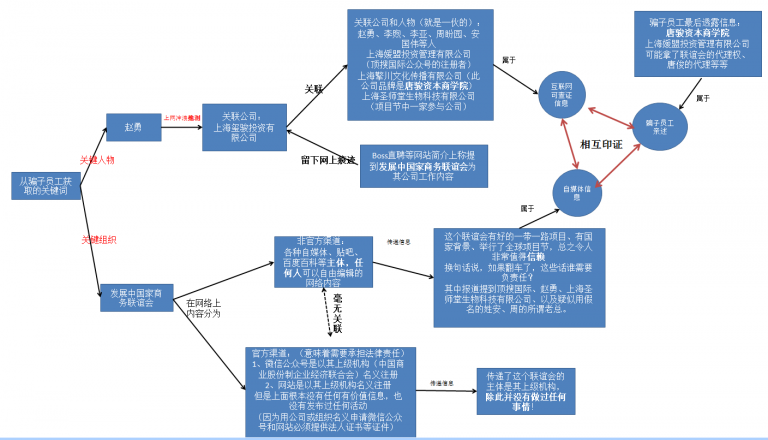 关联公司和人物（就是一伙的）：
赵勇、李煦、李亚、周盼园、安
国伟等人
上海媛盟投资管理有限公司
（顶搜国际公众号的注册者）
上海聚川文化传播有限公司（此
公司品牌是唐骏资本商学院）
上海圣师堂生物科技有限公司
（项目节中一家参与公司）
骗子员工最后透露信息：
唐骏资本商学院
上海媛盟投资管理有限公司
可能拿了联谊会的代理权、
唐俊的代理等等
属于
属于
互联网
可查证
信息
骗子员工
亲述
相互印证
自媒体信
息
属于
关联
赵勇
关联公司：
上海玺骏投资有
限公司
留下网上叙述
Boss直聘等网站简介上称提
到发展中国家商务联谊会为
其公司工作内容
关键人物
从骗子员工获
取的关键词
关键组织
发展中国家商
务联谊会
在网络上
内容分为
非官方渠道：
各种自媒体、贴吧、
百度百科等主体，任
何人可以自由编辑的
网络内容
传递信息
这个联谊会有好的一带一路项目、有国
家背景、举行了全球项目节，总之令人
非常值得信赖
换句话说，如果翻车了，这些话谁需要
负责任？
其中报道提到顶搜国际、赵勇、上海圣
师堂生物科技有限公司、以及疑似用假
名的姓安、周的所谓老总。
毫无关联
官方渠道：（意味着需要承担法律责任）
1、微信公众号是以其上级机构（中国商
业股份制企业经济联合会）名义注册
2、网站是以其上级机构名义注册
但是上面根本没有任何有价值信息，也
没有发布过任何活动
（因为用公司或组织名义申请微信公众
号和网站必须提供法人证书等证件）
传递信息
传递了这个联谊会的
主体是其上级机构，
除此并没有做过任何
事情！